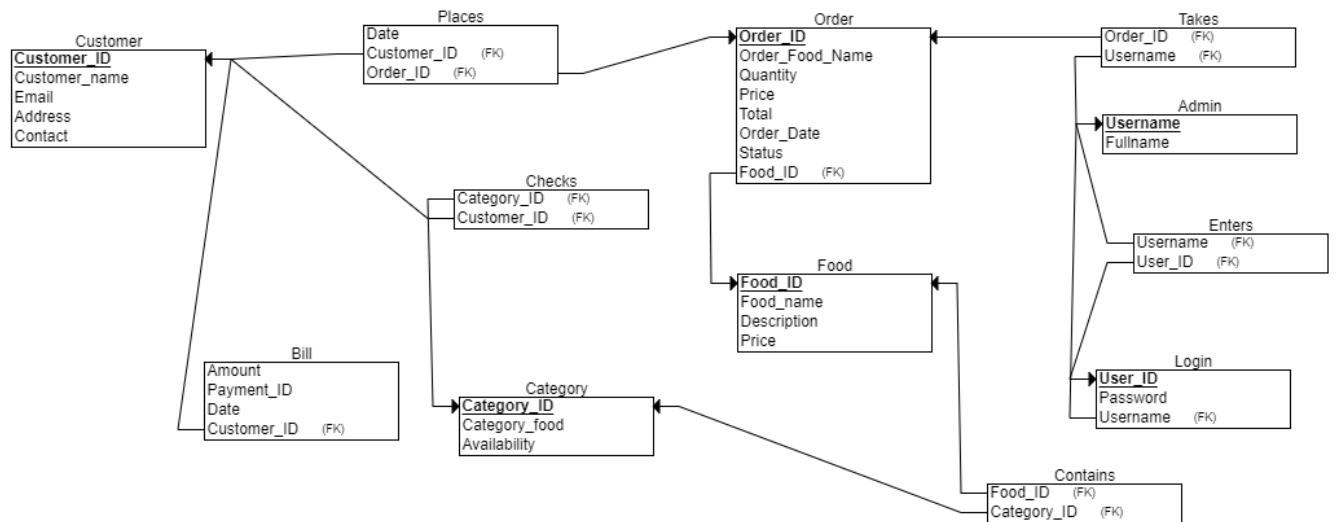 Customer
Customer_ID
Customer_name
Email
Address
Contact
Places
Date
Customer_ID (FK)
Order_ID (FK)
Order
Order_ID
Order_Food_Name
Quantity
Price
Total
Order_Date
Status
Food_ID (FK)
Takes
Order_ID (FK)
Username (FK)
Admin
Username
Fullname
Checks
Category_ID (FK)
Customer_ID (FK)
Enters
Username (FK)
User_ID (FK)
Food
Food_ID
Food_name
Description
Price
Bill
Amount
Payment_ID
Date
Customer_ID (FK)
Category
Category_ID
Category_food
Availability
Login
User_ID
Password
Username (FK)
Contains
Food_ID (FK)
Category_ID (FK)